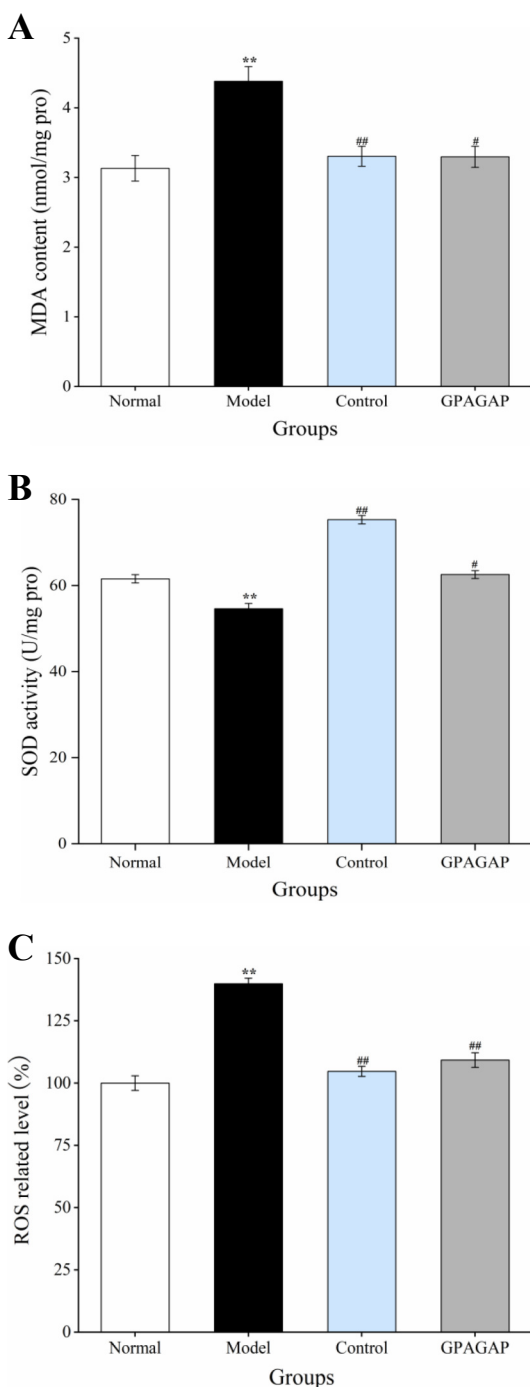 A
MDA content (nmol/mg pro)
5
4
3
2
1
0
**
##
#
Normal Model Control GPAGAP
Groups
B
SOD activity (U/mg pro)
80
60
40
20
0
**
##
#
Normal Model Control GPAGAP
Groups
C
ROS related level (%)
150
125
100
75
50
25
0
**
##
##
Normal Model Control GPAGAP
Groups